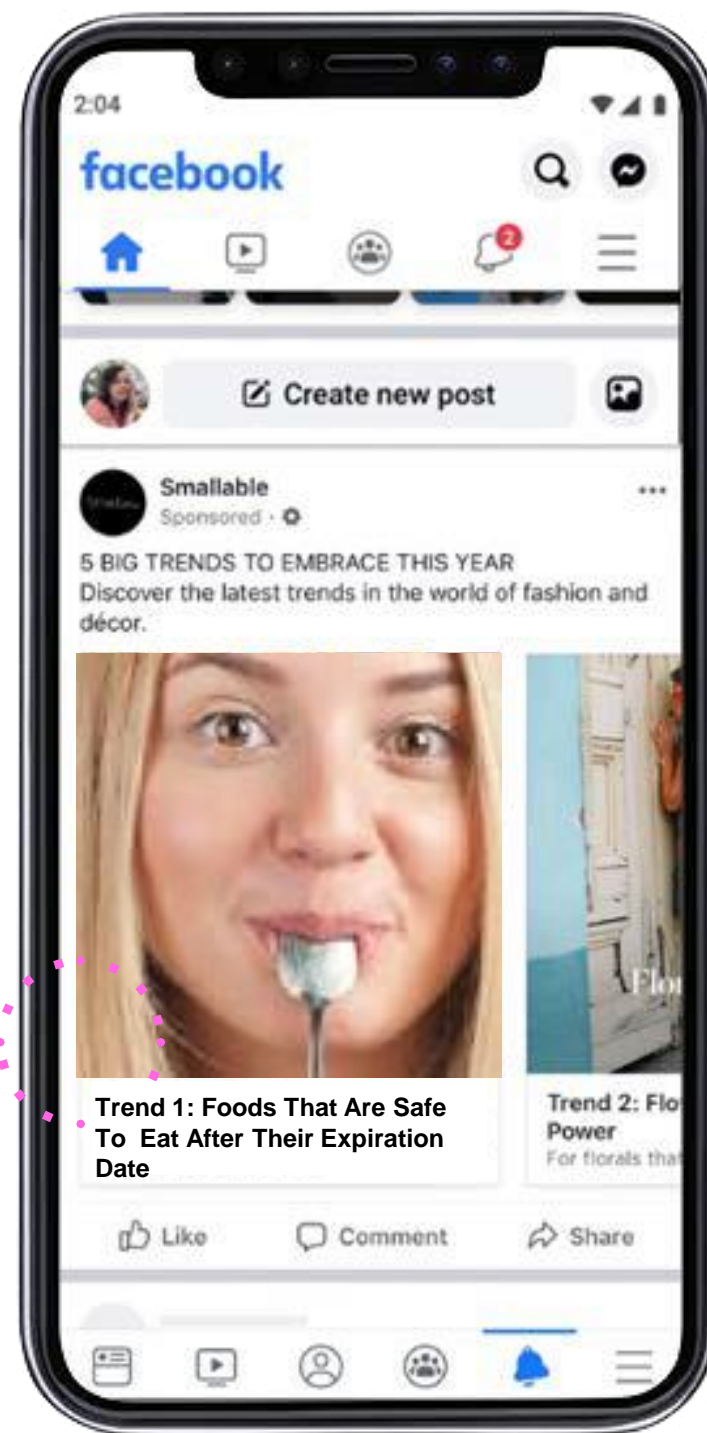 2:04
facebook
2
Create new post
Smallable
Sponsored ·
5 BIG TRENDS TO EMBRACE THIS YEAR
Discover the latest trends in the world of fashion and
décor.
Flo
Trend 1: Foods That Are Safe
To Eat After Their Expiration
Date
Trend 2: Flo
Power
For florals that
Like
Comment
Share